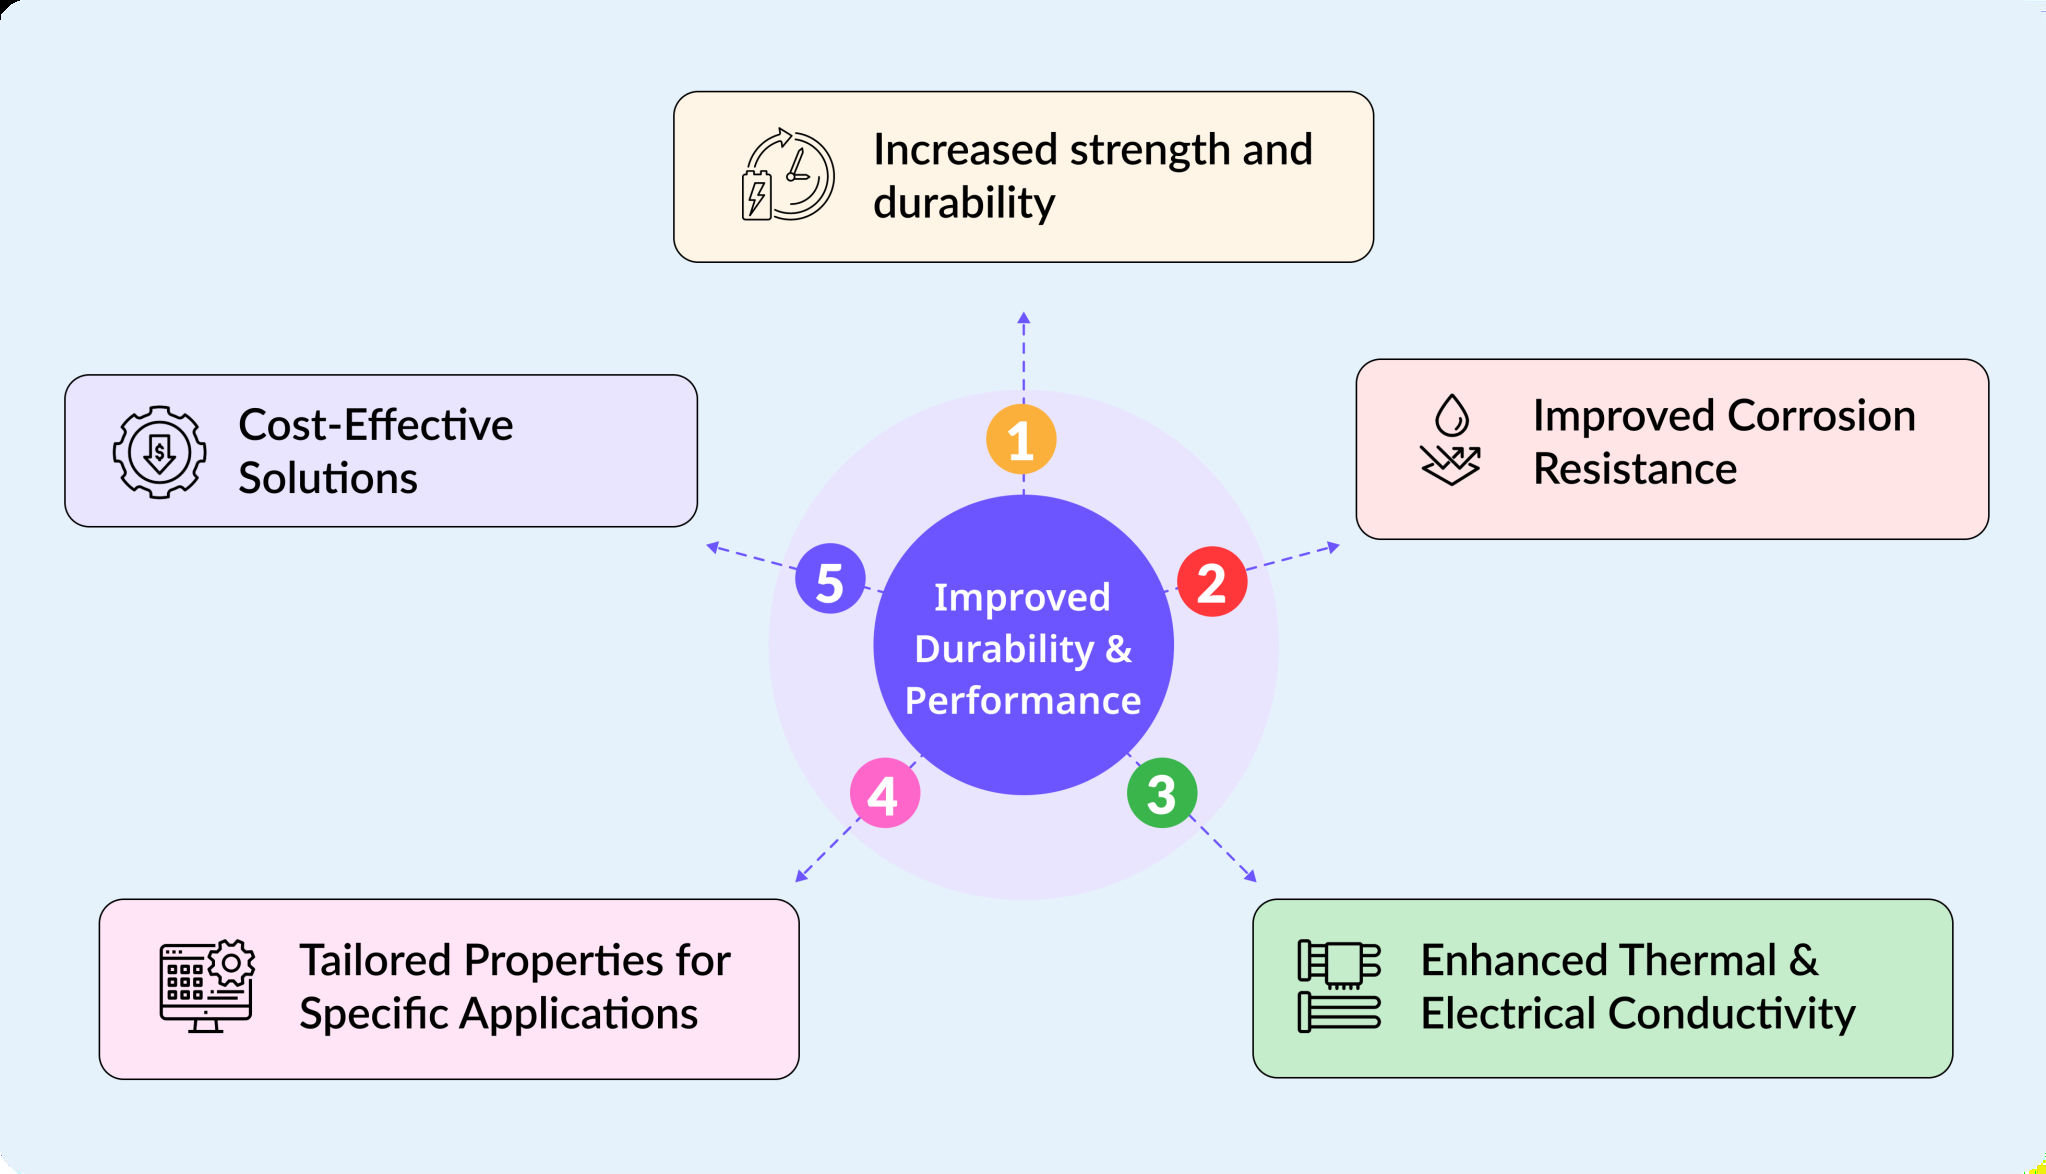 Increased strength and
durability
1
Improved Corrosion
Resistance
2
Enhanced Thermal &
Electrical Conductivity
3
Tailored Properties for
Specific Applications
4
Cost-Effective
Solutions
$
5
Improved
Durability &
Performance